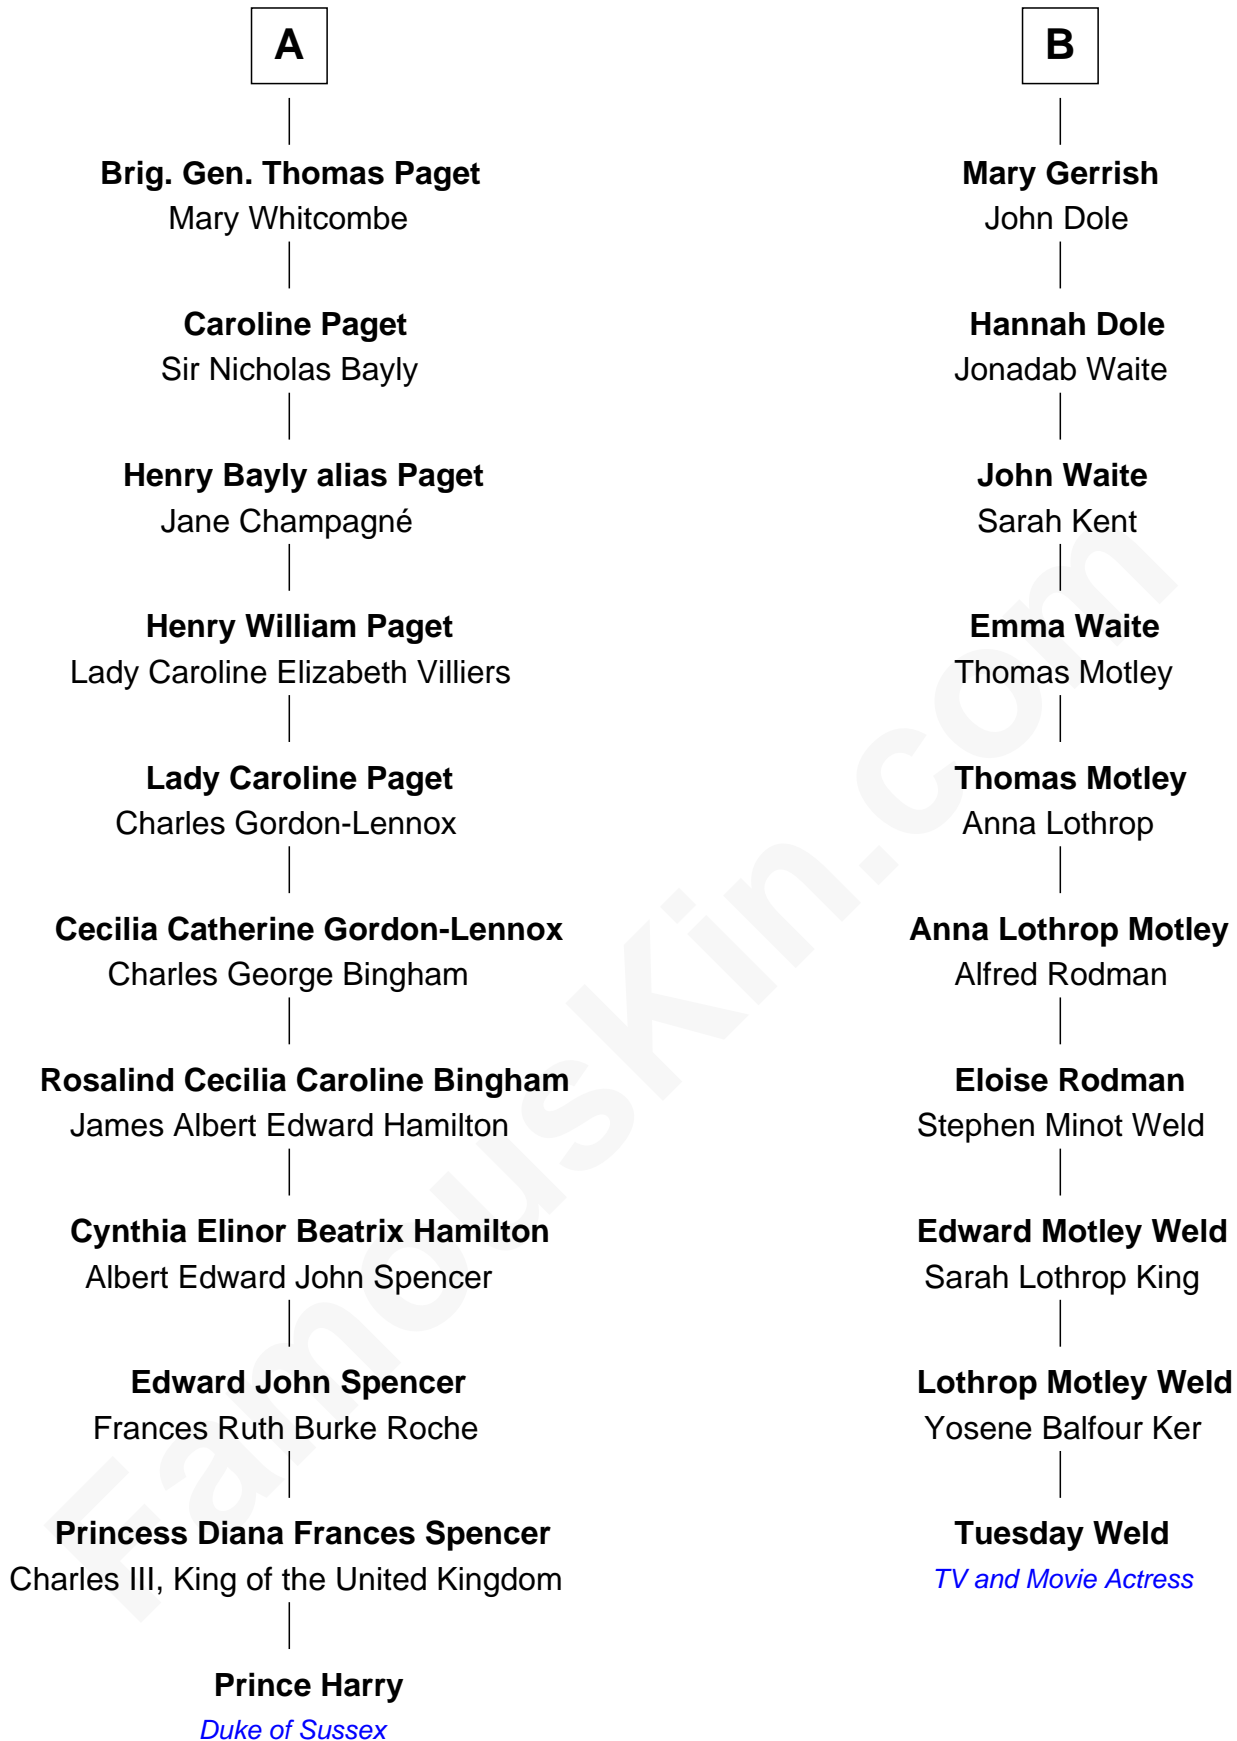 A
Brig. Gen. Thomas Paget
Mary Whitcombe
Caroline Paget
Sir Nicholas Bayly
Henry Bayly alias Paget
Jane Champagné
Henry William Paget
Lady Caroline Elizabeth Villiers
Lady Caroline Paget
Charles Gordon-Lennox
Cecilia Catherine Gordon-Lennox
Charles George Bingham
Rosalind Cecilia Caroline Bingham
James Albert Edward Hamilton
Cynthia Elinor Beatrix Hamilton
Albert Edward John Spencer
Edward John Spencer
Frances Ruth Burke Roche
Princess Diana Frances Spencer
Charles III, King of the United Kingdom
Prince Harry
Duke of Sussex
B
Mary Gerrish
John Dole
Hannah Dole
Jonadab Waite
John Waite
Sarah Kent
Emma Waite
Thomas Motley
Thomas Motley
Anna Lothrop
Anna Lothrop Motley
Alfred Rodman
Eloise Rodman
Stephen Minot Weld
Edward Motley Weld
Sarah Lothrop King
Lothrop Motley Weld
Yosene Balfour Ker
Tuesday Weld
TV and Movie Actress
FamousKin.com